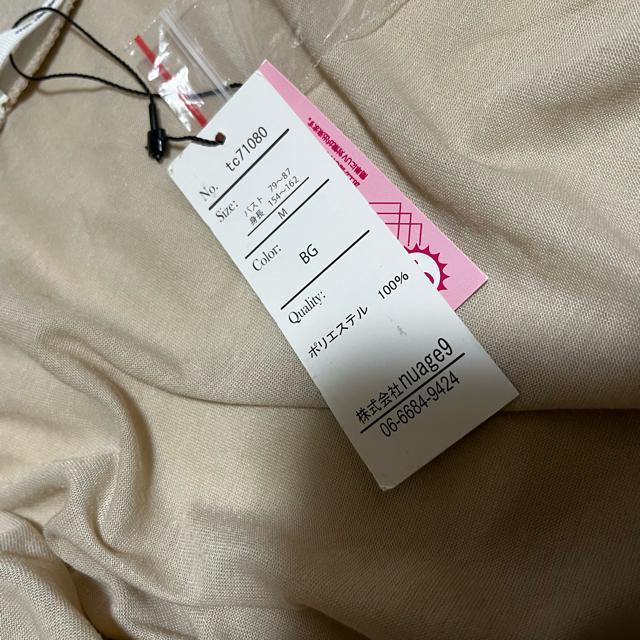 No. tc71080
Size: バスト 79～87
身長 154～162
M
Color: BG
Quality:
ポリエステル 100%
株式会社nuage9
06-6684-9424